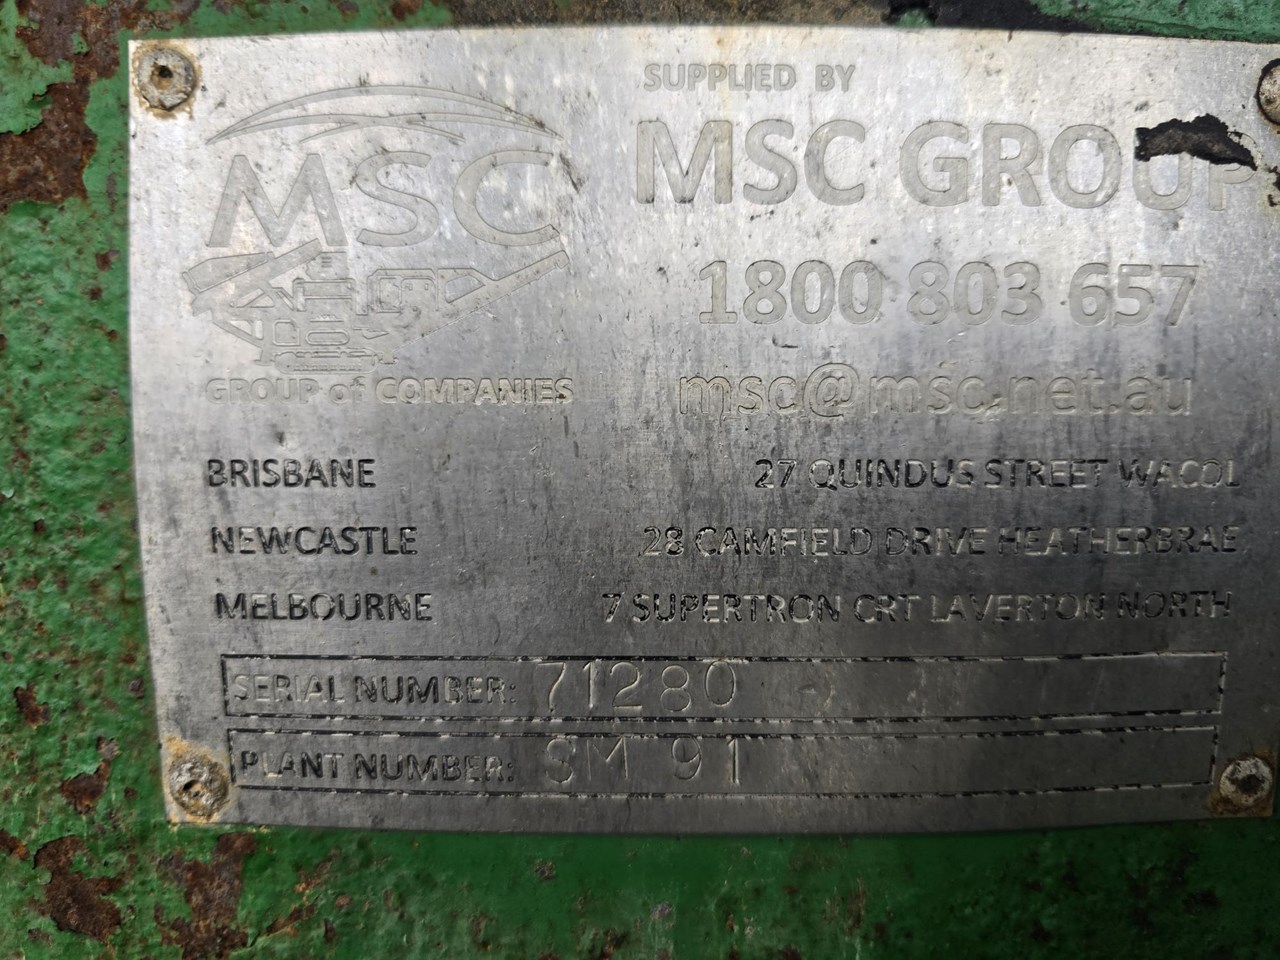 MSC
GROUP of COMPANIES
SUPPLIED BY
MSC GROUP
1800 803 657
msc@msc.net.au
BRISBANE 27 QUINDUS STREET WACOL
NEWCASTLE 28 CAMFIELD DRIVE HEATHERBRAE
MELBOURNE 7 SUPERTRON CRT LAVERTON NORTH
SERIAL NUMBER: 71280
PLANT NUMBER: SM 91